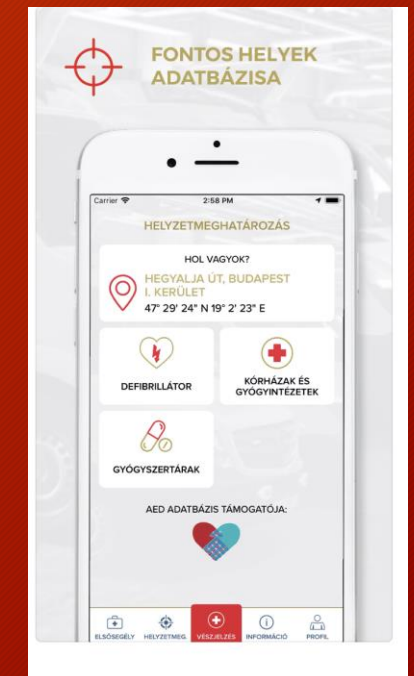 FONTOS HELYEK
ADATBÁZISA
Carrier
2:58 PM
HELYZETMEGHATÁROZÁS
HOL VAGYOK?
HEGYALJA ÚT, BUDAPEST
I. KERÜLET
47° 29' 24" N 19° 2' 23" E
DEFIBRILLÁTOR
KÓRHÁZAK ÉS
GYÓGYINTÉZETEK
GYÓGYSZERTÁRAK
AED ADATBÁZIS TÁMOGATÓJA:
ELSŐSEGÉLY HELYZETMEG. VÉSZJELZÉS INFORMÁCIÓ PROFIL